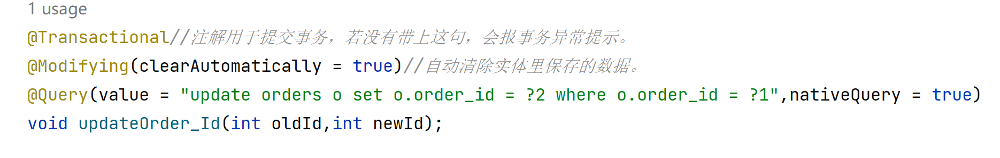 1 usage
@Transactional//注解用于提交事务，若没有带上这句，会报事务异常提示。
@Modifying(clearAutomatically = true)//自动清除实体里保存的数据。
@Query(value = "update orders o set o.order_id = ?2 where o.order_id = ?1",nativeQuery = true)
void updateOrder_Id(int oldId,int newId);